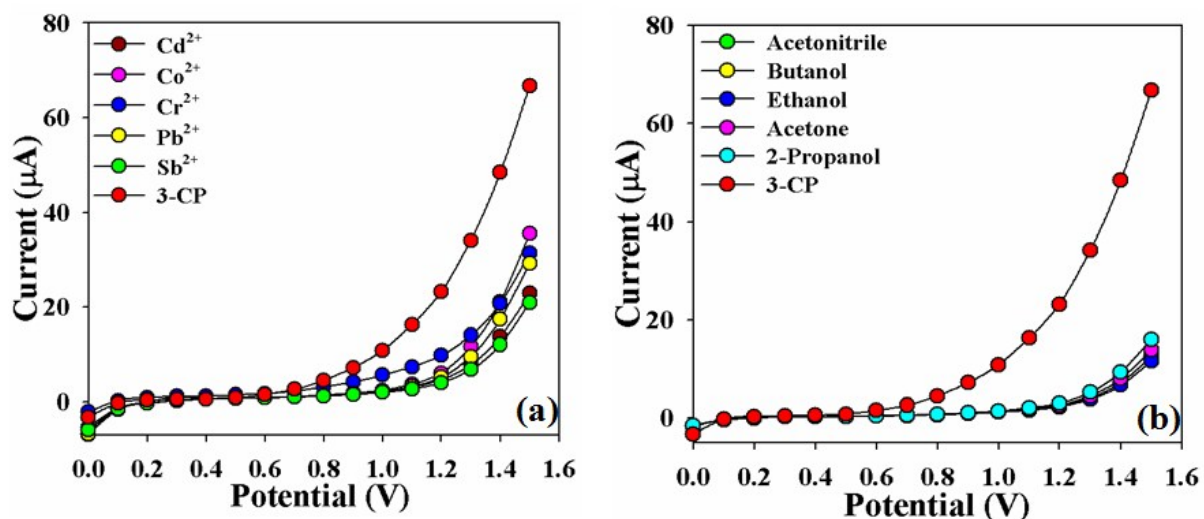 80
60
40
20
0
Current (µA)
Cd2+
Co2+
Cr2+
Pb2+
Sb2+
3-CP
(a)
0.0 0.2 0.4 0.6 0.8 1.0 1.2 1.4 1.6
Potential (V)
80
60
40
20
0
Current (µA)
Acetonitrile
Butanol
Ethanol
Acetone
2-Propanol
3-CP
(b)
0.0 0.2 0.4 0.6 0.8 1.0 1.2 1.4 1.6
Potential (V)